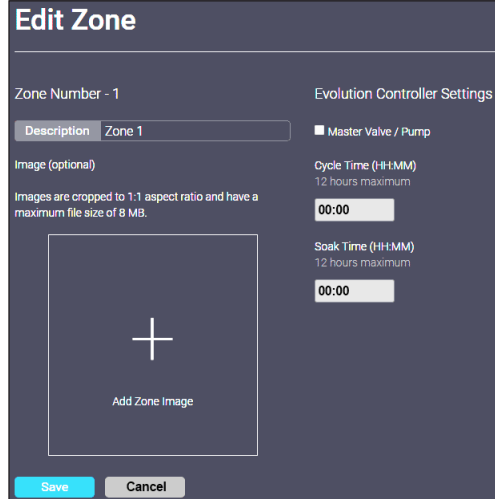 Edit Zone
Zone Number - 1
Description Zone 1
Image (optional)
Images are cropped to 1:1 aspect ratio and have a
maximum file size of 8 MB.
Add Zone Image
Evolution Controller Settings
Master Valve / Pump
Cycle Time (HH:MM)
12 hours maximum
00:00
Soak Time (HH:MM)
12 hours maximum
00:00
Save Cancel